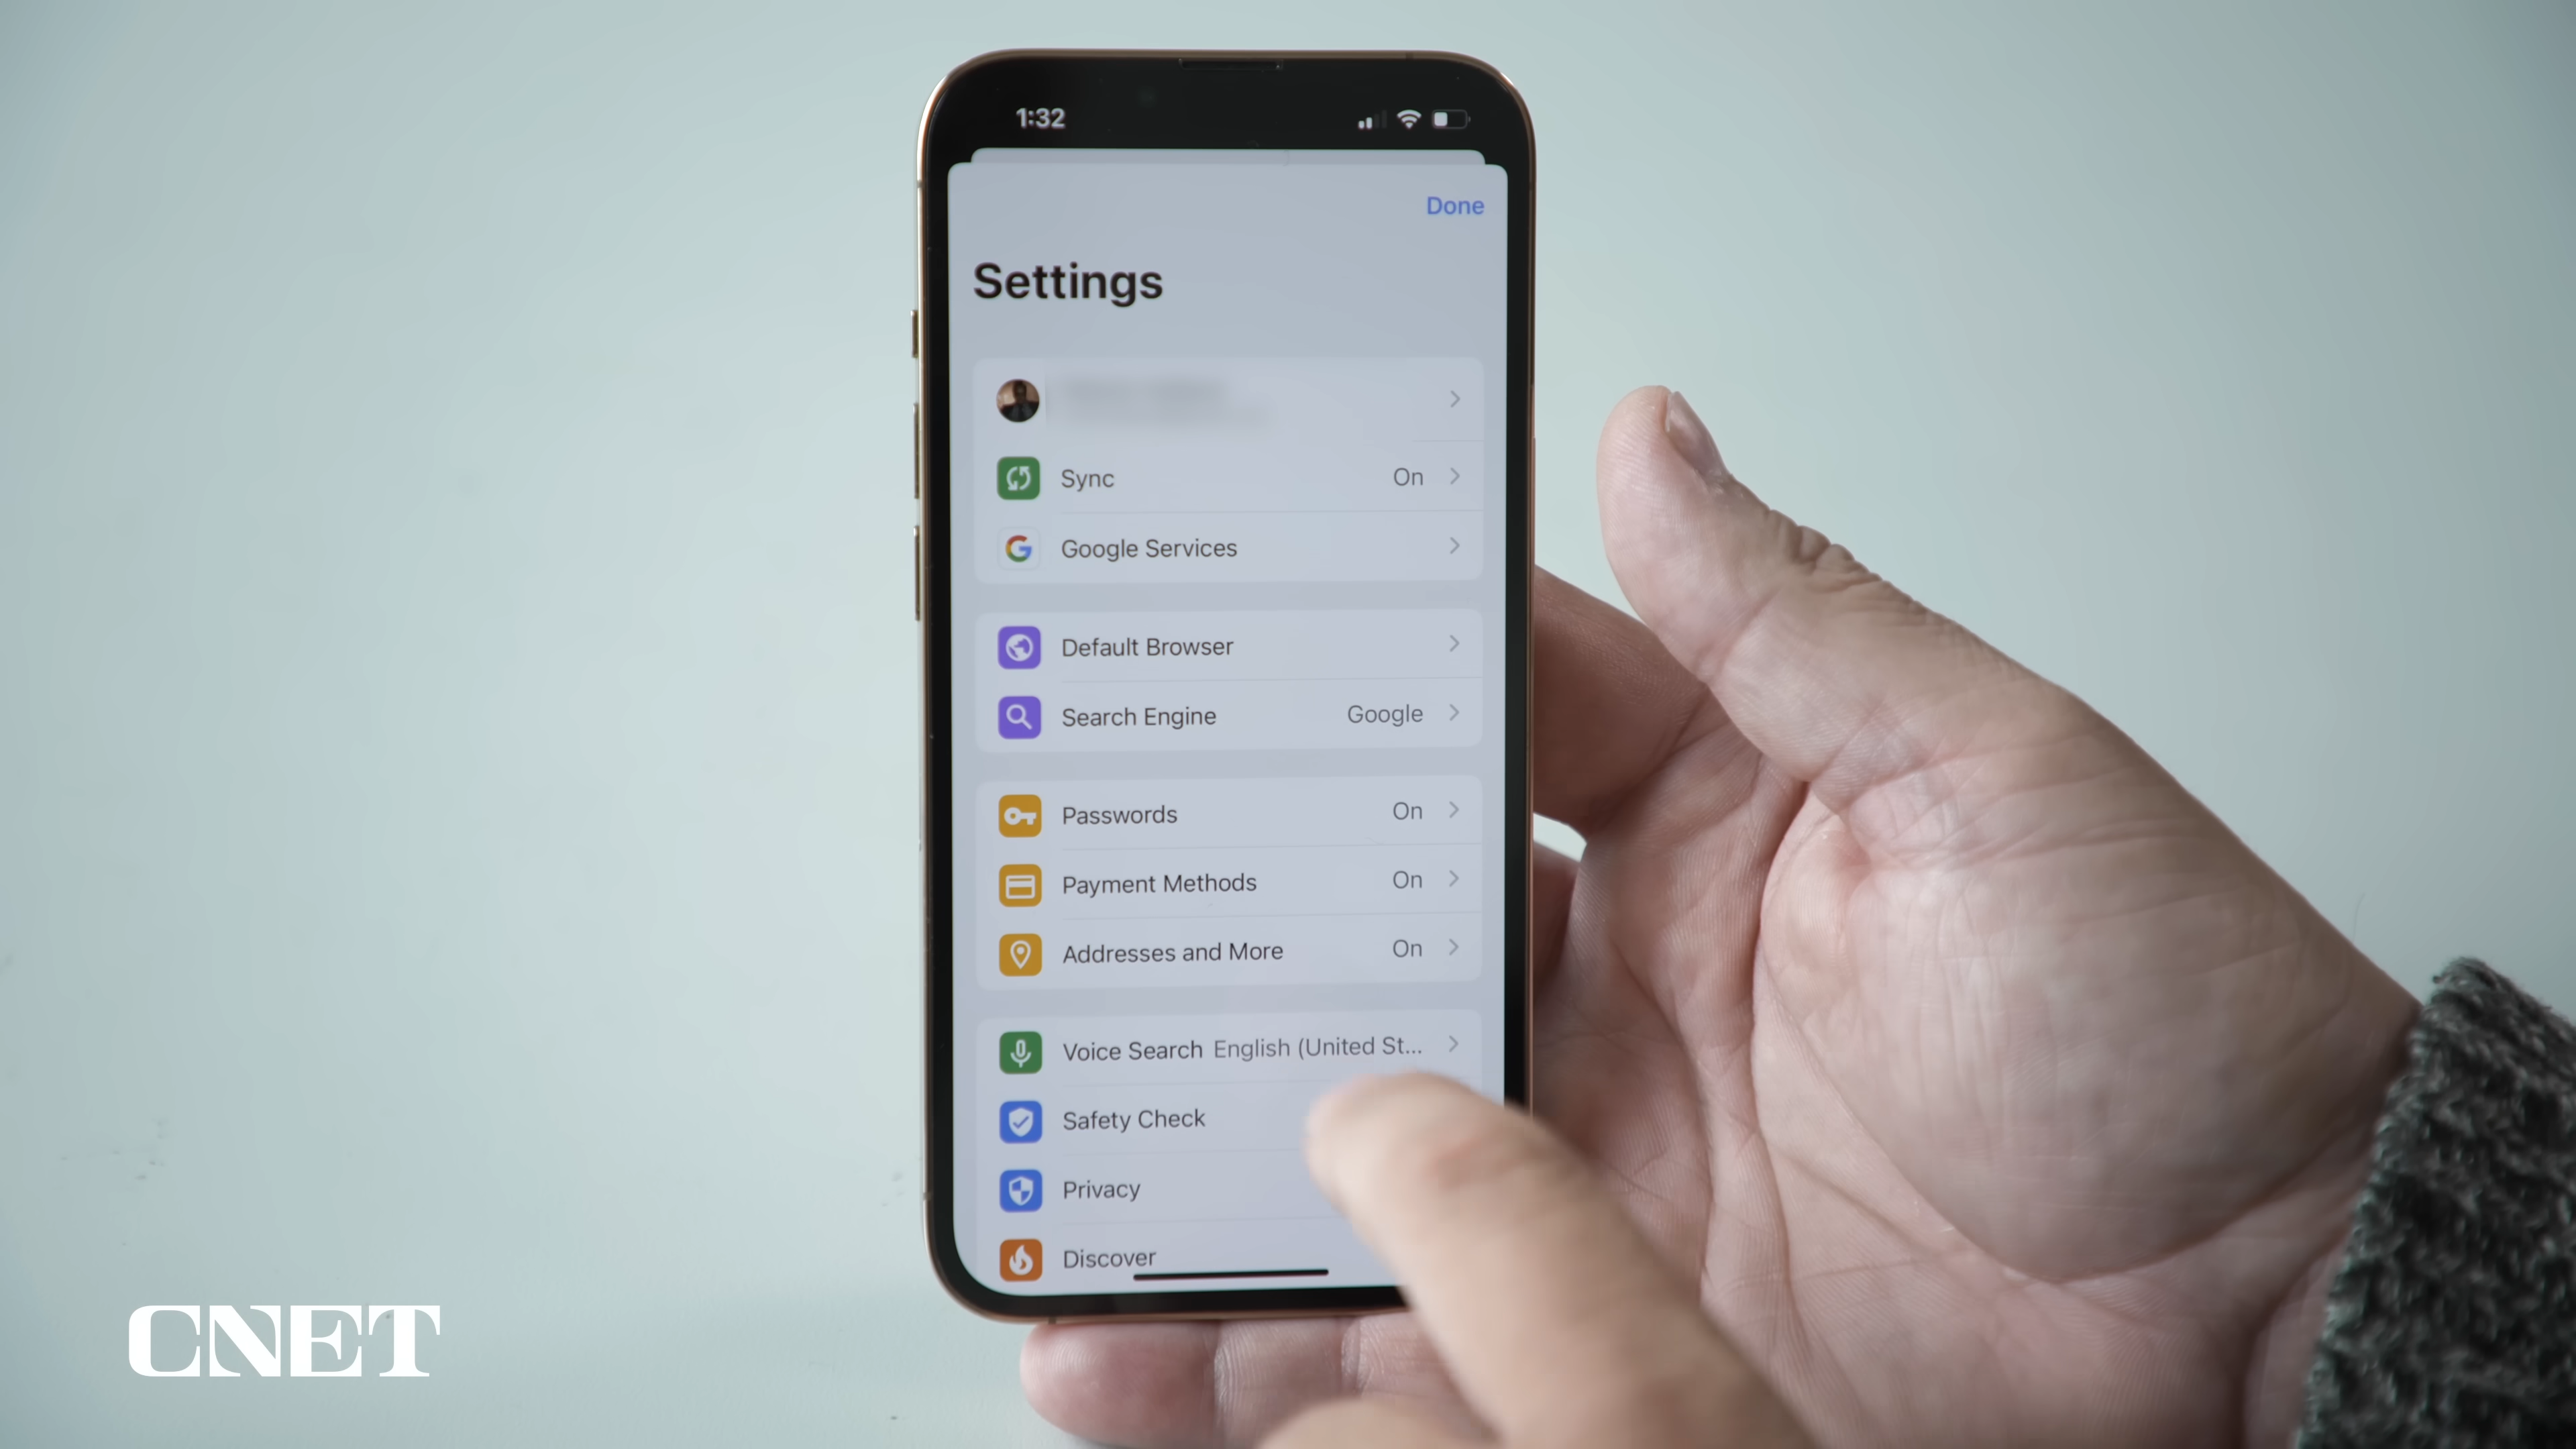 1:32
Done
Settings
Sync On
Google Services
Default Browser
Search Engine Google
Passwords On
Payment Methods On
Addresses and More On
Voice Search English (United St...
Safety Check
Privacy
Discover
CNET